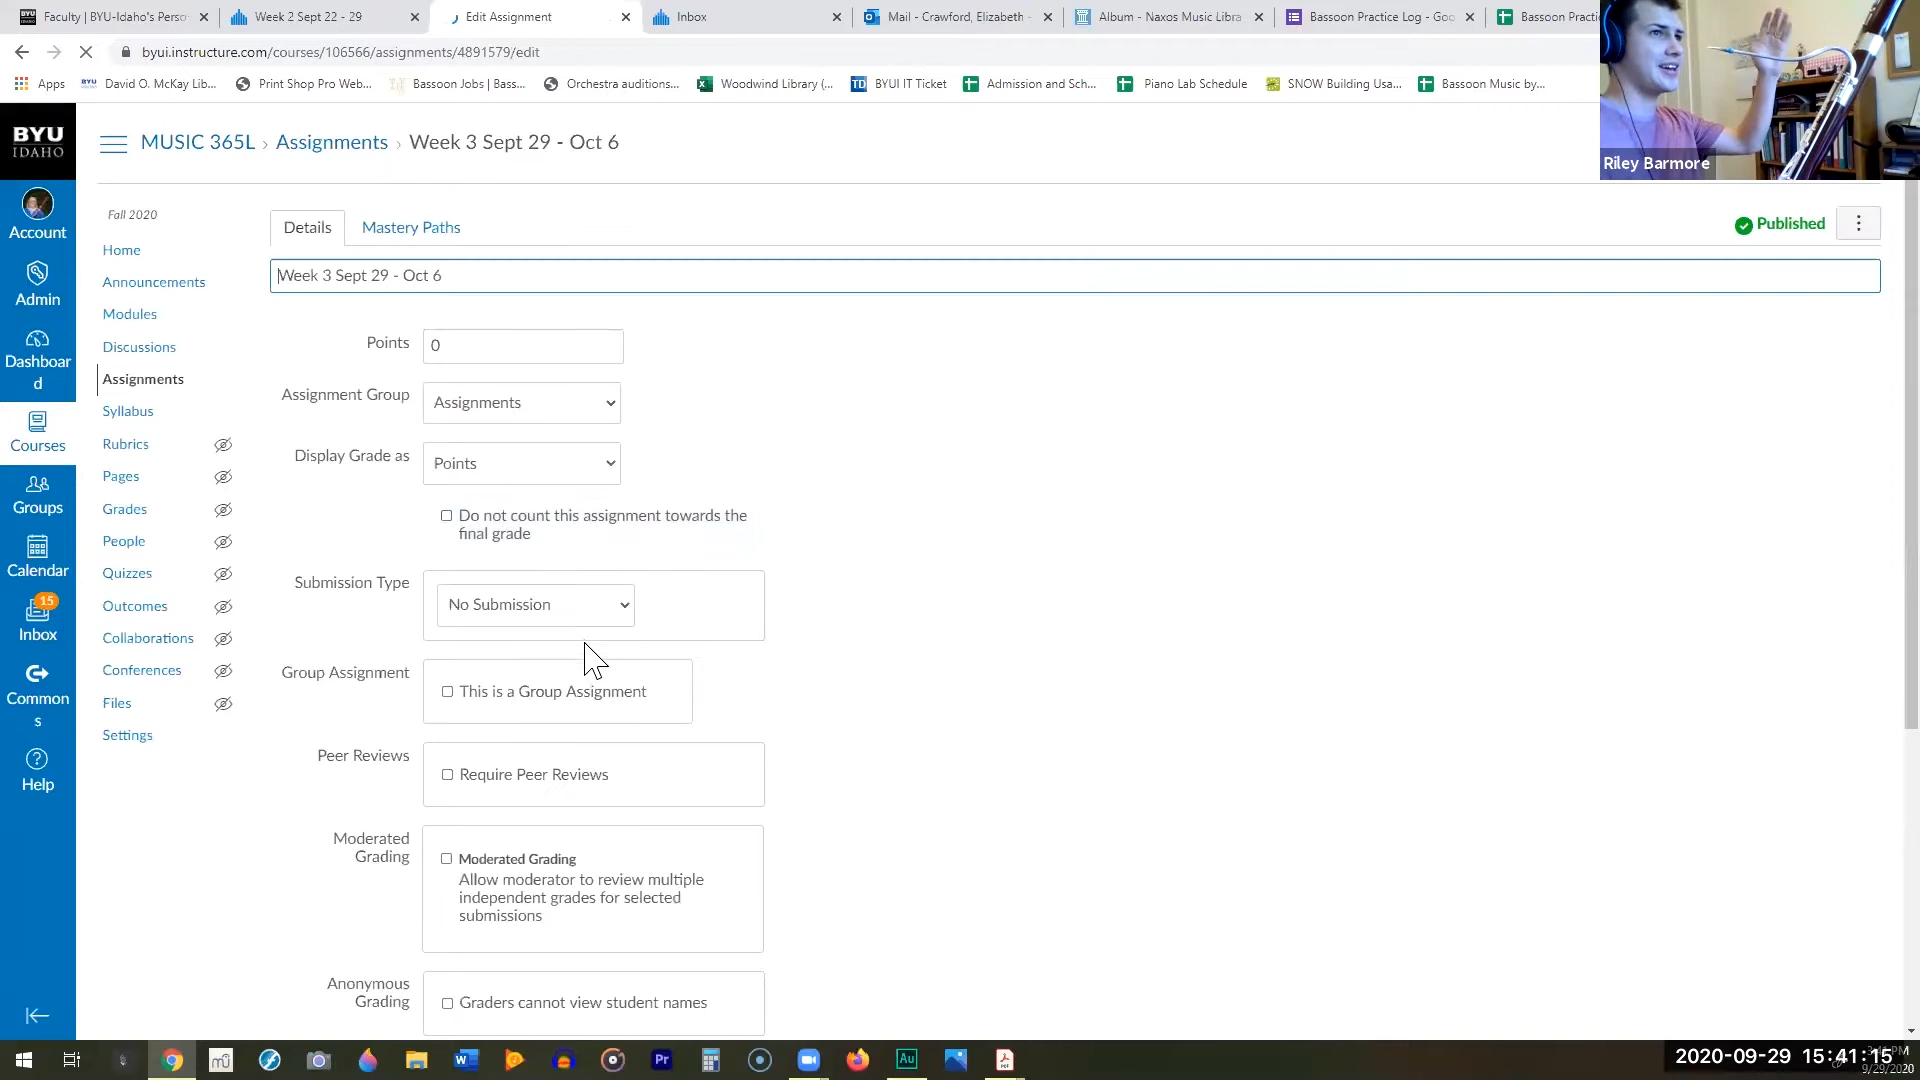 Faculty | BYU-Idaho's Perso
Week 2 Sept 22 - 29
Edit Assignment
Inbox
Mail - Crawford, Elizabeth -
Album - Naxos Music Libra
Bassoon Practice Log - Goo
Bassoon Practi
byui.instructure.com/courses/106566/assignments/4891579/edit
Apps
BYU David O. McKay Lib...
Print Shop Pro Web...
Bassoon Jobs | Bass...
Orchestra auditions...
Woodwind Library (...
TD BYUI IT Ticket
Admission and Sch...
Piano Lab Schedule
SNOW Building Usa...
Bassoon Music by...
Riley Barmore
BYU
IDAHO
MUSIC 365L › Assignments › Week 3 Sept 29 - Oct 6
Account
Admin
Dashboar
d
Courses
Groups
Calendar
15
Inbox
Common
s
Help
Fall 2020
Home
Announcements
Modules
Discussions
Assignments
Syllabus
Rubrics
Pages
Grades
People
Quizzes
Outcomes
Collaborations
Conferences
Files
Settings
Details
Mastery Paths
Published
Week 3 Sept 29 - Oct 6
Points
0
Assignment Group
Assignments
Display Grade as
Points
Do not count this assignment towards the
final grade
Submission Type
No Submission
Group Assignment
This is a Group Assignment
Peer Reviews
Require Peer Reviews
Moderated
Grading
Moderated Grading
Allow moderator to review multiple
independent grades for selected
submissions
Anonymous
Grading
Graders cannot view student names
Pr
Au
2020-09-29 15:41:15
9/29/2020